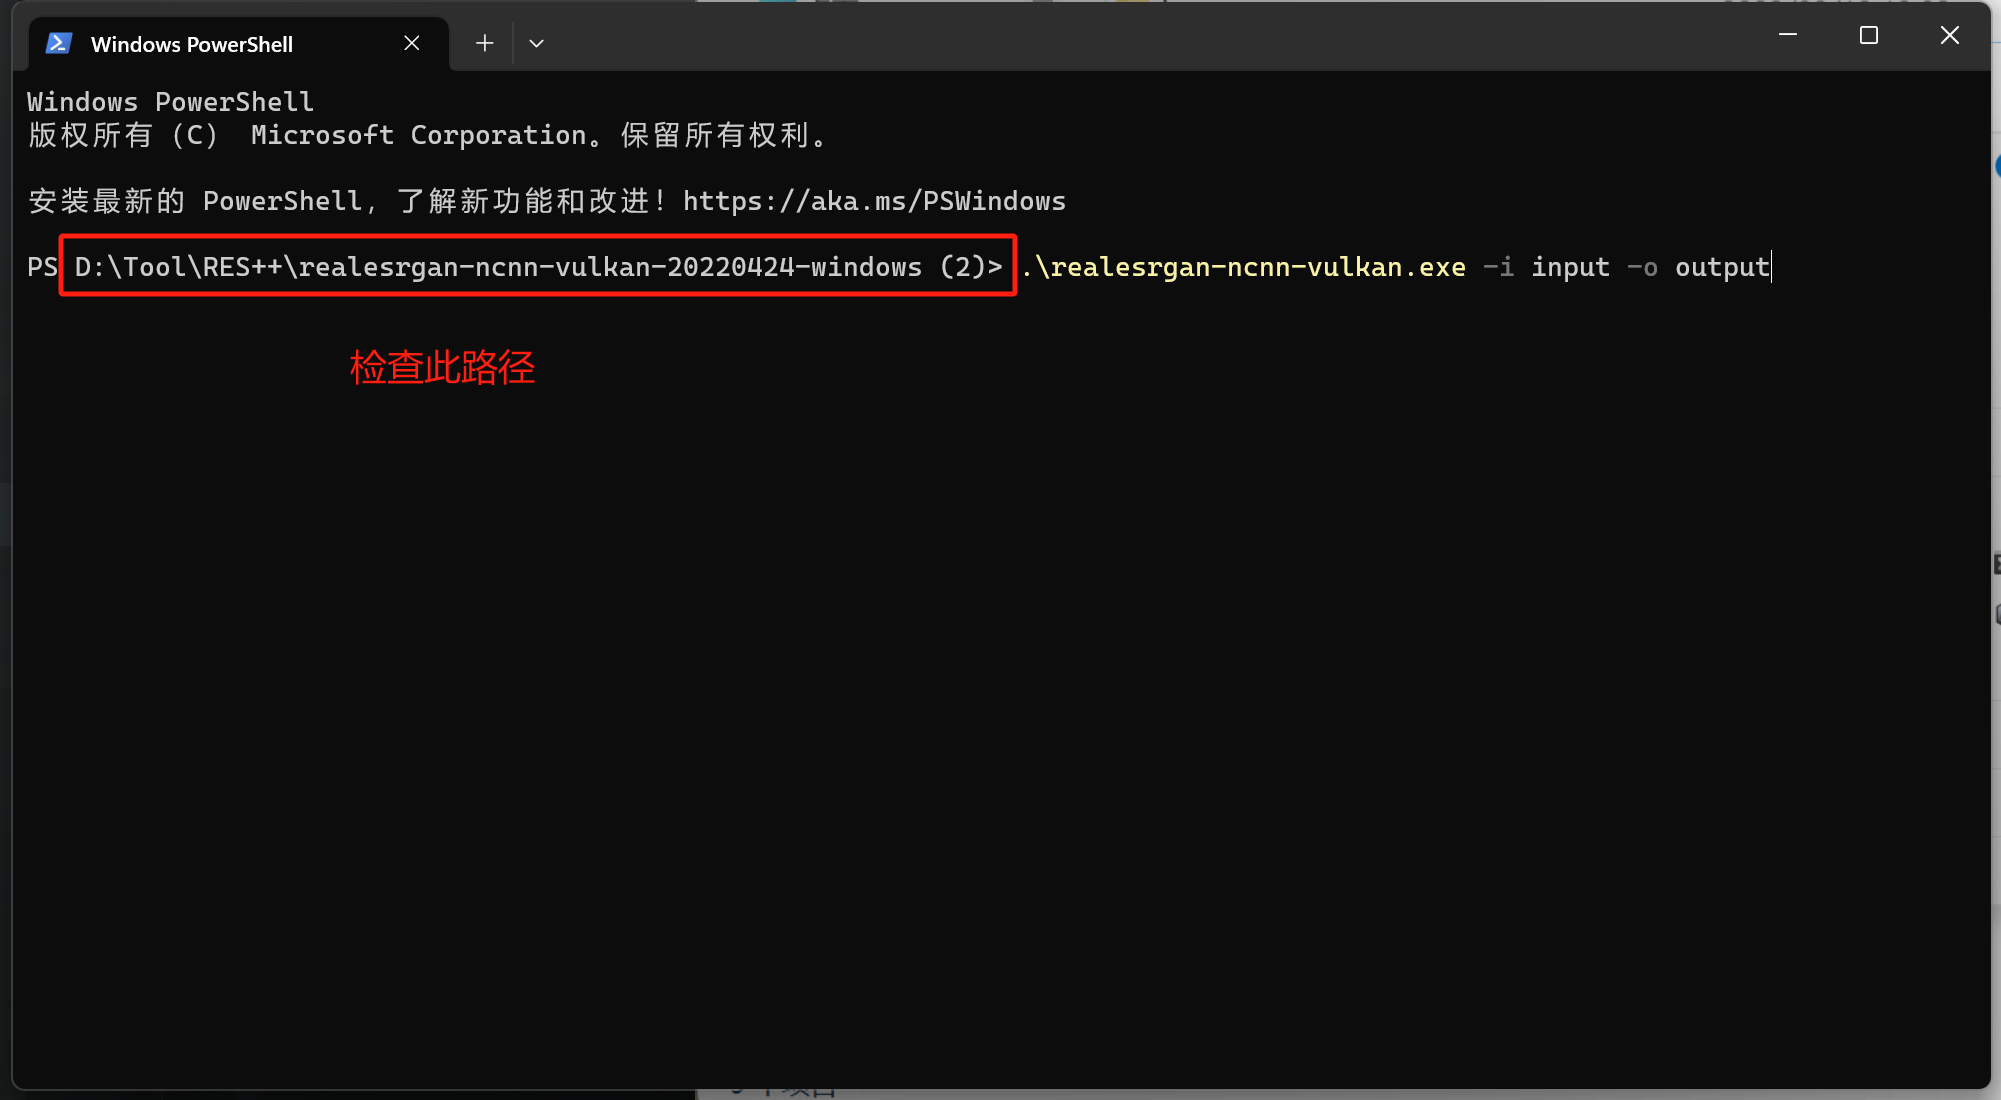 Windows PowerShell
Windows PowerShell
版权所有 (C) Microsoft Corporation。保留所有权利。
安装最新的 PowerShell，了解新功能和改进！https://aka.ms/PSWindows
PS D:\Tool\RES++\realesrgan-ncnn-vulkan-20220424-windows (2)> .\realesrgan-ncnn-vulkan.exe -i input -o output
检查此路径